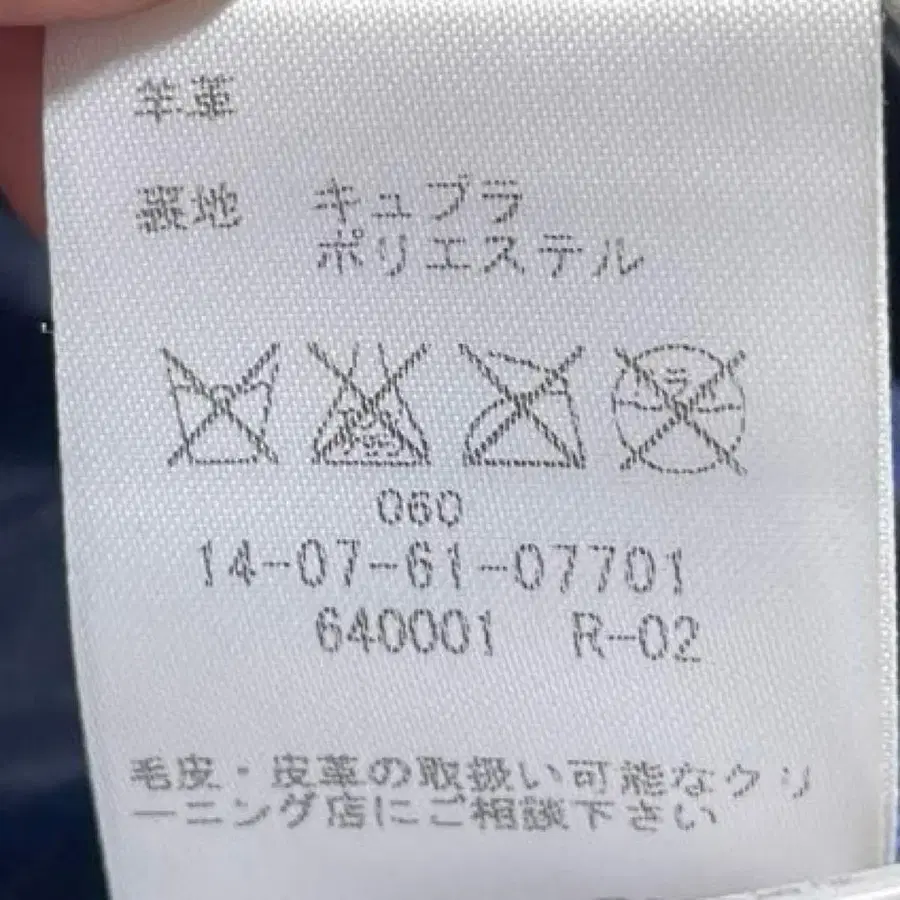 羊革
裏地 キュプラ
ポリエステル
060
14-07-61-07701
640001 R-02
毛皮・皮革の取扱い可能なクリ
ーニング店にご相談下さい